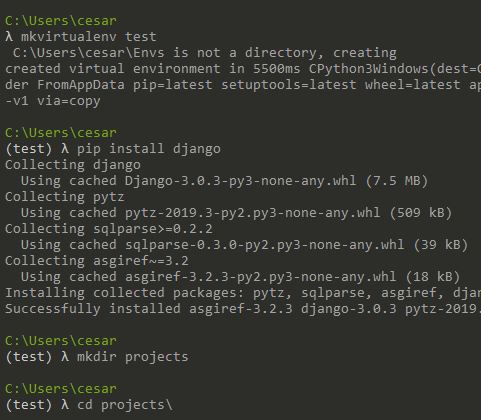 C:\Users\cesar
λ mkvirtualenv test
C:\Users\cesar\Envs is not a directory, creating
created virtual environment in 5500ms CPython3Windows(dest=
der FromAppData pip=latest setuptools=latest wheel=latest
-v1 via=copy
C:\Users\cesar
(test) λ pip install django
Collecting django
Using cached Django-3.0.3-py3-none-any.whl (7.5 MB)
Collecting pytz
Using cached pytz-2019.3-py2.py3-none-any.whl (509 kB)
Collecting sqlparse>=0.2.2
Using cached sqlparse-0.3.0-py2.py3-none-any.whl (39 kB)
Collecting asgiref~=3.2
Using cached asgiref-3.2.3-py2.py3-none-any.whl (18 kB)
Installing collected packages: pytz, sqlparse, asgiref,
Successfully installed asgiref-3.2.3 django-3.0.3 pytz-2019.
C:\Users\cesar
(test) λ mkdir projects
C:\Users\cesar
(test) λ cd projects\